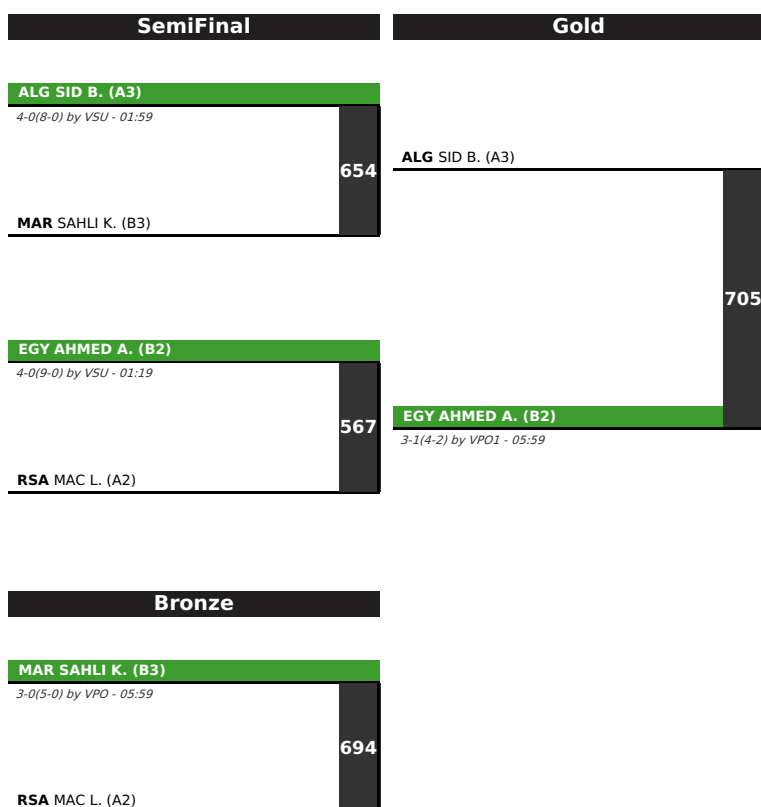 SemiFinal
Gold
ALG SID B. (A3)
4-0(8-0) by VSU - 01:59
654
MAR SAHLI K. (B3)
EGY AHMED A. (B2)
4-0(9-0) by VSU - 01:19
567
RSA MAC L. (A2)
ALG SID B. (A3)
705
EGY AHMED A. (B2)
3-1(4-2) by VPO1 - 05:59
Bronze
MAR SAHLI K. (B3)
3-0(5-0) by VPO - 05:59
694
RSA MAC L. (A2)